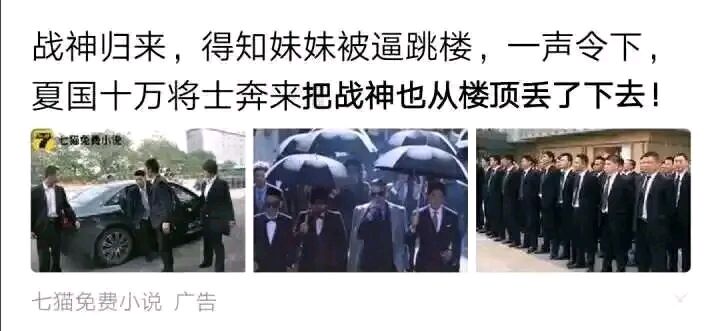 战神归来，得知妹妹被逼跳楼，一声令下，
夏国十万将士奔来把战神也从楼顶丢了下去！
七猫免费小说
七猫免费小说 广告